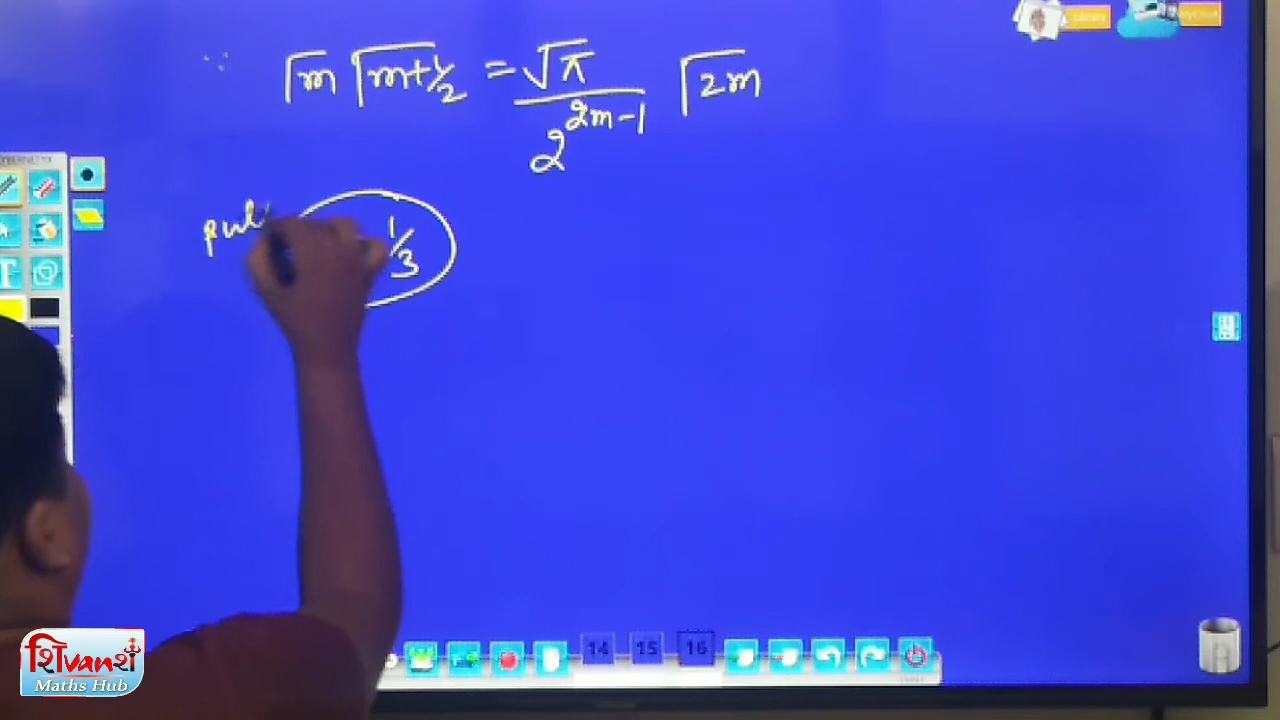 ∵ Γm Γm+1/2 = √π / 2^(2m-1) Γ2m
put 1/3
14 15 16
शिvanशं
Maths Hub